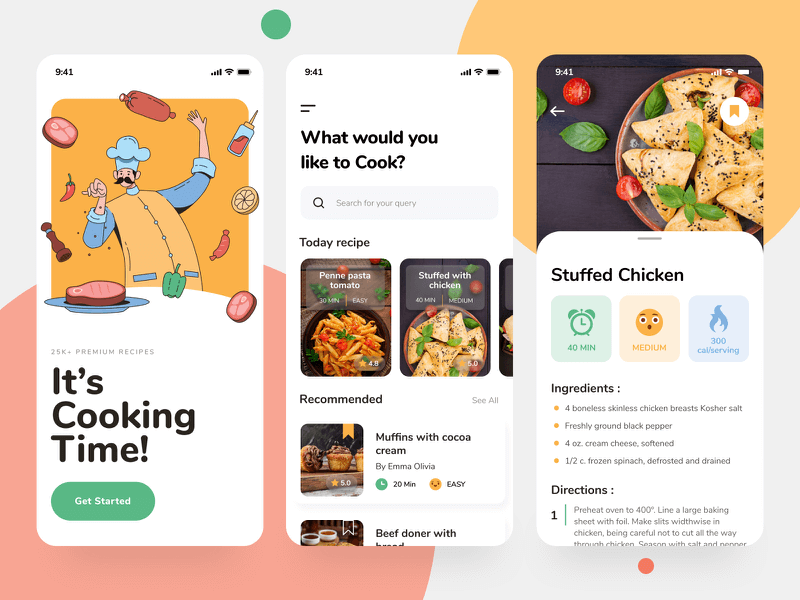 9:41
25K+ PREMIUM RECIPES
It's
Cooking
Time!
Get Started
9:41
What would you
like to Cook?
Search for your query
Today recipe
Penne pasta
tomato
30 MIN
EASY
4.8
Stuffed with
chicken
40 MIN
MEDIUM
5.0
Recommended
See All
5.0
Muffins with cocoa
cream
By Emma Olivia
20 Min
EASY
Beef doner with
bread
9:41
Stuffed Chicken
40 MIN
MEDIUM
300
cal/serving
Ingredients :
4 boneless skinless chicken breasts Kosher salt
Freshly ground black pepper
4 oz. cream cheese, softened
1/2 c. frozen spinach, defrosted and drained
Directions :
1
Preheat oven to 400°. Line a large baking
sheet with foil. Make slits widthwise in
chicken, being careful not to cut all the way
through chicken. Season with salt and pepper